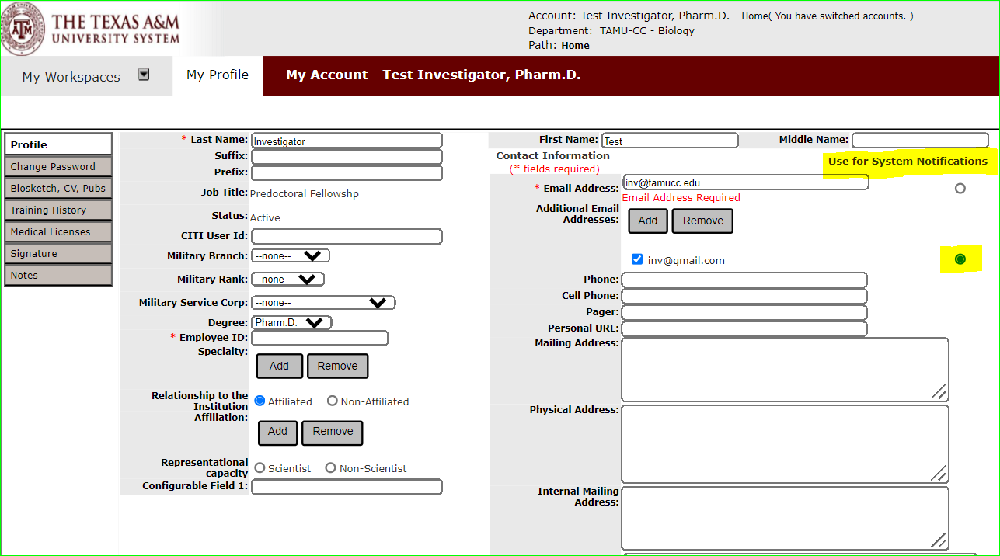 THE TEXAS A&M
UNIVERSITY SYSTEM
ATM
Account: Test Investigator, Pharm.D. Home( You have switched accounts. )
Department: TAMU-CC - Biology
Path: Home
My Workspaces
My Profile
My Account - Test Investigator, Pharm.D.
Profile
Change Password
Biosketch, CV, Pubs
Training History
Medical Licenses
Signature
Notes
* Last Name: Investigator
Suffix:
Prefix:
Job Title: Predoctoral Fellowshp
Status: Active
CITI User Id:
Military Branch: --none--
Military Rank: --none--
Military Service Corp: --none--
Degree: Pharm.D.
* Employee ID:
Specialty:
Add Remove
Relationship to the
Institution Affiliated Non-Affiliated
Affiliation:
Add Remove
Representational
capacity Scientist Non-Scientist
Configurable Field 1:
First Name: Test Middle Name:
Contact Information
(* fields required)
Use for System Notifications
* Email Address: inv@tamucc.edu
Email Address Required
Additional Email
Addresses:
Add Remove
inv@gmail.com
Phone:
Cell Phone:
Pager:
Personal URL:
Mailing Address:
Physical Address:
Internal Mailing
Address: